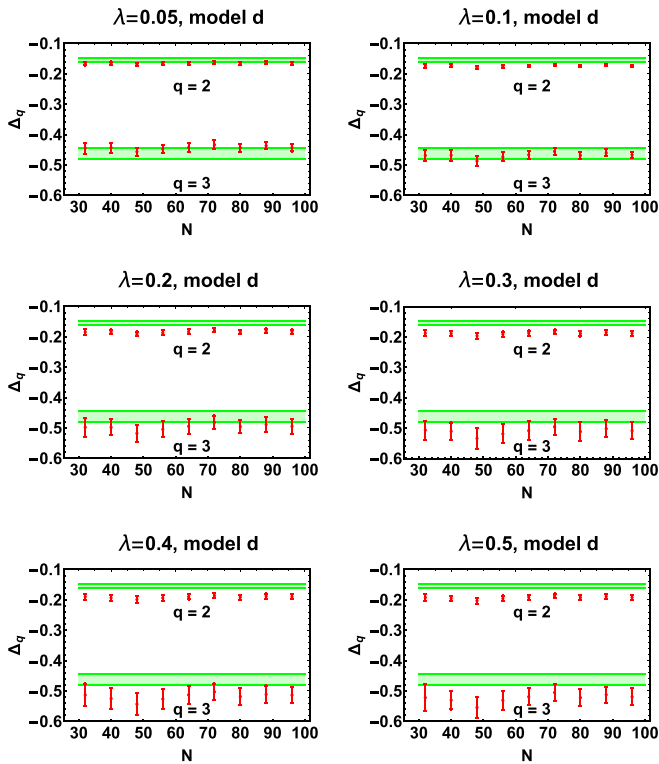 λ=0.05, model d
−0.1
−0.2
−0.3
−0.4
−0.5
−0.6
Δq
q = 2
q = 3
30 40 50 60 70 80 90 100
N
λ=0.1, model d
−0.1
−0.2
−0.3
−0.4
−0.5
−0.6
Δq
q = 2
q = 3
30 40 50 60 70 80 90 100
N
λ=0.2, model d
−0.1
−0.2
−0.3
−0.4
−0.5
−0.6
Δq
q = 2
q = 3
30 40 50 60 70 80 90 100
N
λ=0.3, model d
−0.1
−0.2
−0.3
−0.4
−0.5
−0.6
Δq
q = 2
q = 3
30 40 50 60 70 80 90 100
N
λ=0.4, model d
−0.1
−0.2
−0.3
−0.4
−0.5
−0.6
Δq
q = 2
q = 3
30 40 50 60 70 80 90 100
N
λ=0.5, model d
−0.1
−0.2
−0.3
−0.4
−0.5
−0.6
Δq
q = 2
q = 3
30 40 50 60 70 80 90 100
N